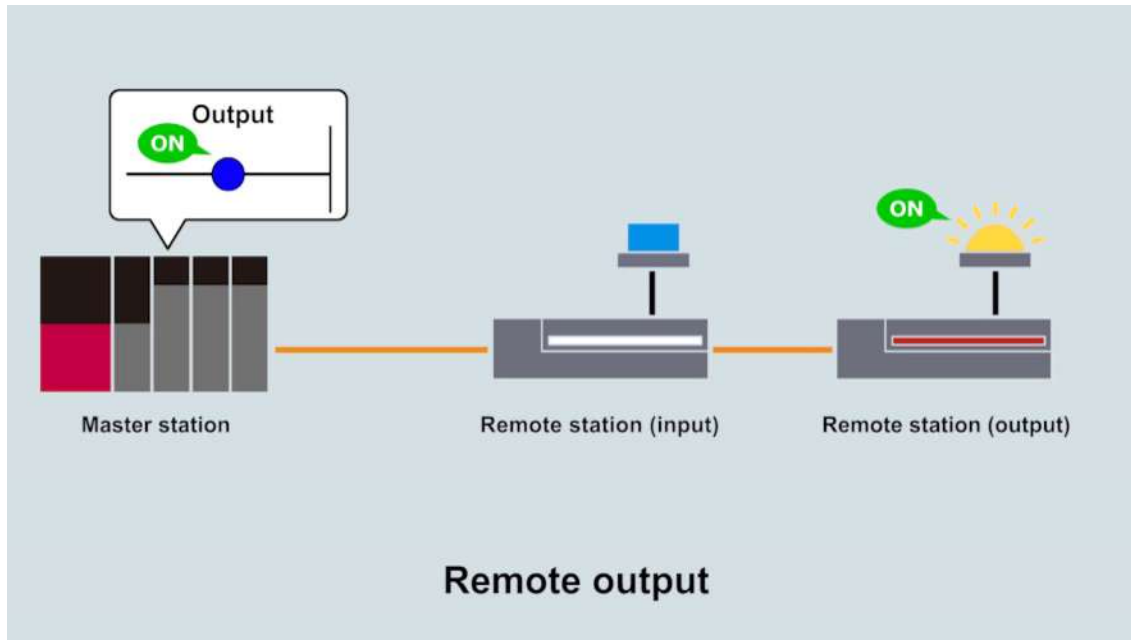 Output
ON
ON
Master station
Remote station (input)
Remote station (output)
Remote output